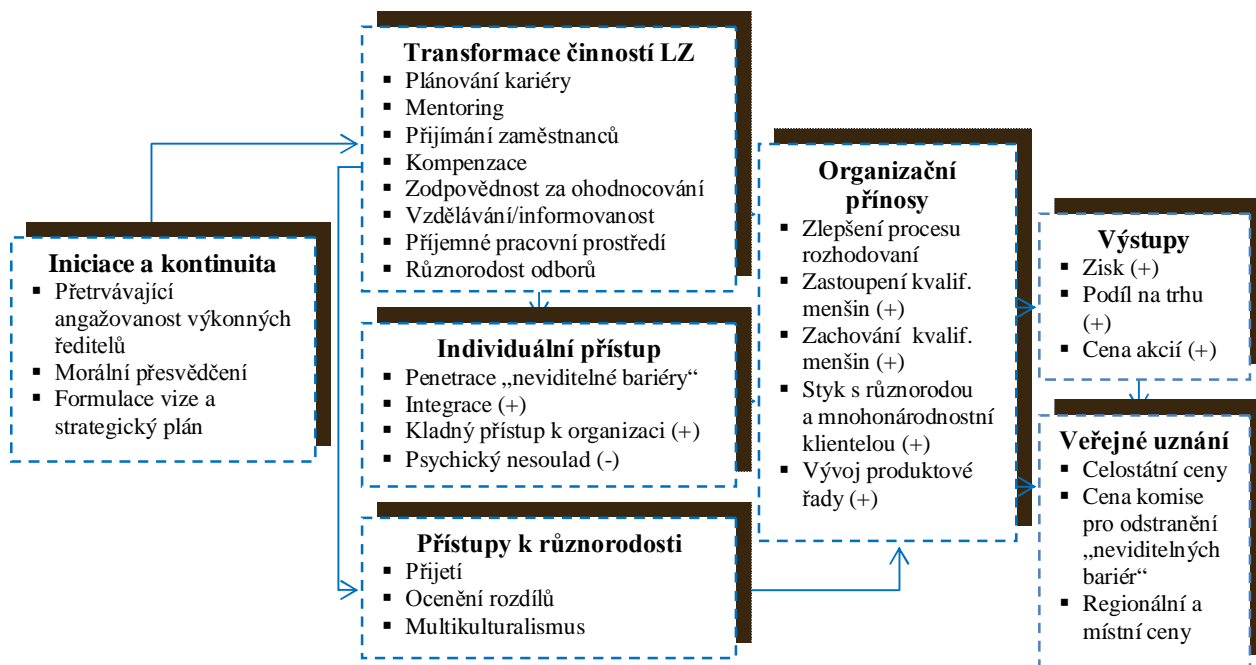 Iniciace a kontinuita
▪ Přetrvávající
angažovanost výkonných
ředitelů
▪ Morální přesvědčení
▪ Formulace vize a
strategický plán
Transformace činností LZ
▪ Plánování kariéry
▪ Mentoring
▪ Přijímání zaměstnanců
▪ Kompenzace
▪ Zodpovědnost za ohodnocování
▪ Vzdělávání/informovanost
▪ Příjemné pracovní prostředí
▪ Různorodost odborů
Individuální přístup
▪ Penetrace „neviditelné bariéry“
▪ Integrace (+)
▪ Kladný přístup k organizaci (+)
▪ Psychický nesoulad (-)
Přístupy k různorodosti
▪ Přijetí
▪ Ocenění rozdílů
▪ Multikulturalismus
Organizační
přínosy
▪ Zlepšení procesu
rozhodovaní
▪ Zastoupení kvalif.
menšin (+)
▪ Zachování kvalif.
menšin (+)
▪ Styk s různorodou
a mnohonárodnostní
klientelou (+)
▪ Vývoj produktové
řady (+)
Výstupy
▪ Zisk (+)
▪ Podíl na trhu
(+)
▪ Cena akcií (+)
Veřejné uznání
▪ Celostátní ceny
▪ Cena komise
pro odstranění
„neviditelných
bariér“
▪ Regionální a
místní ceny